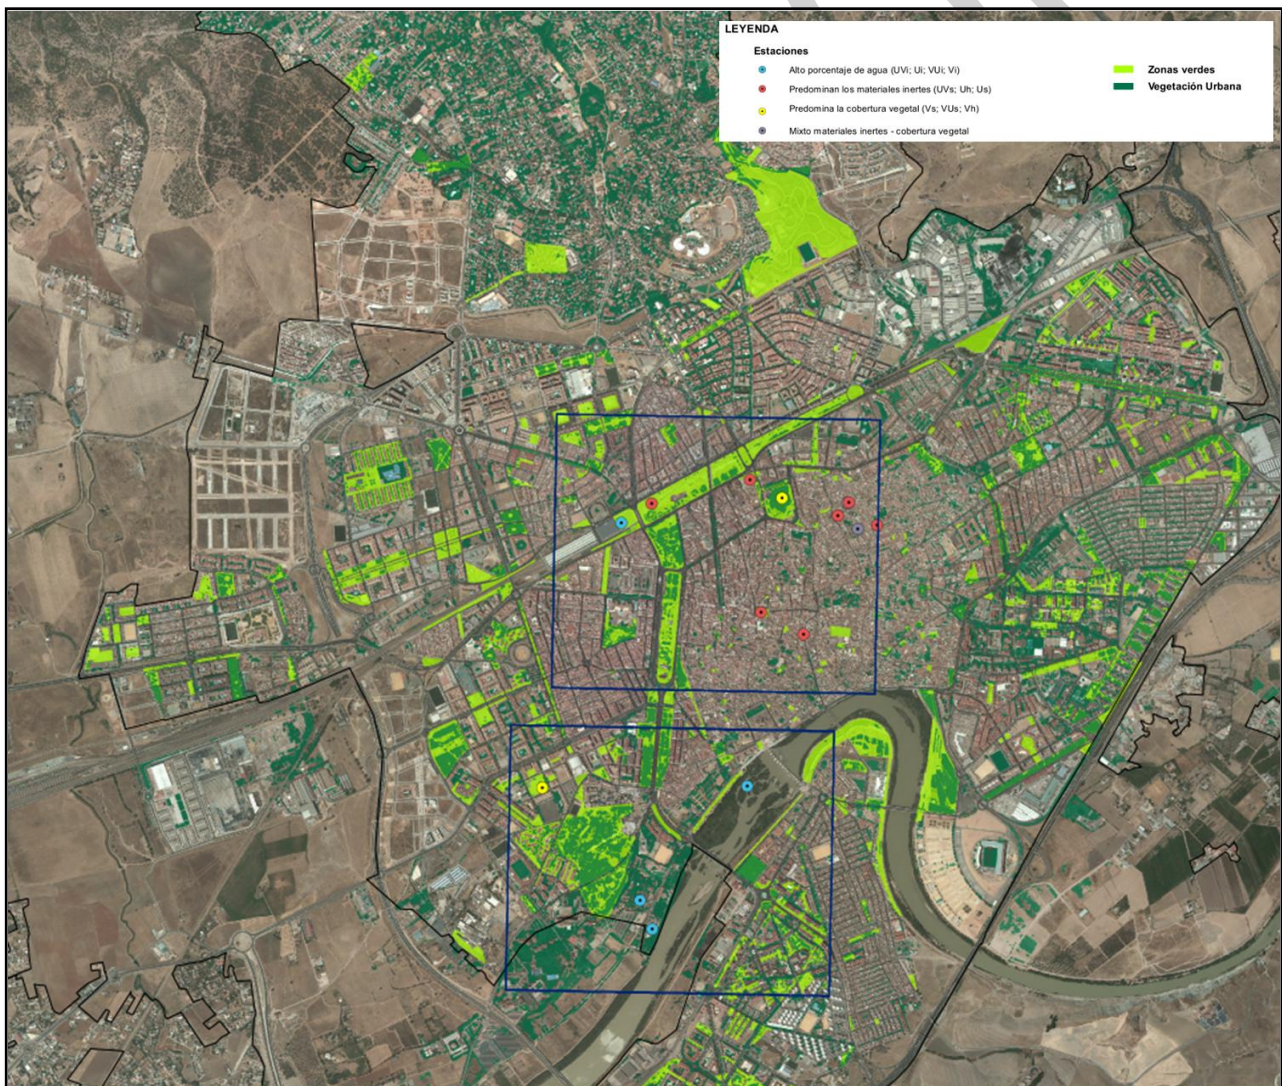 LEYENDA
Estaciones
Alto porcentaje de agua (UVi; Ui; VUi; Vi)
Predominan los materiales inertes (UVs; Uh; Us)
Predomina la cobertura vegetal (Vs; VUs; Vh)
Mixto materiales inertes - cobertura vegetal
Zonas verdes
Vegetación Urbana